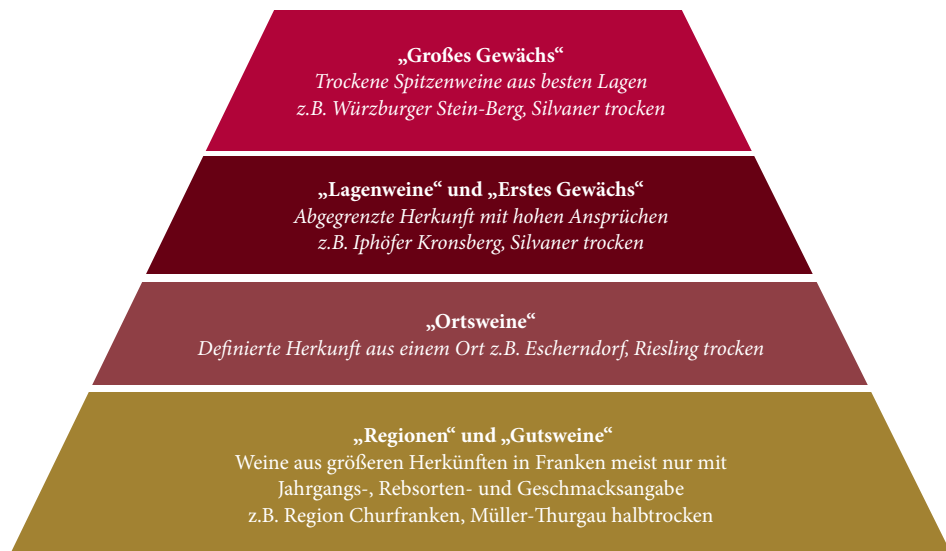 „Großes Gewächs“
Trockene Spitzenweine aus besten Lagen
z.B. Würzburger Stein-Berg, Silvaner trocken
„Lagenweine“ und „Erstes Gewächs“
Abgegrenzte Herkunft mit hohen Ansprüchen
z.B. Iphöfer Kronsberg, Silvaner trocken
„Ortsweine“
Definierte Herkunft aus einem Ort z.B. Escherndorf, Riesling trocken
„Regionen“ und „Gutsweine“
Weine aus größeren Herkünften in Franken meist nur mit
Jahrgangs-, Rebsorten- und Geschmacksangabe
z.B. Region Churfranken, Müller-Thurgau halbtrocken